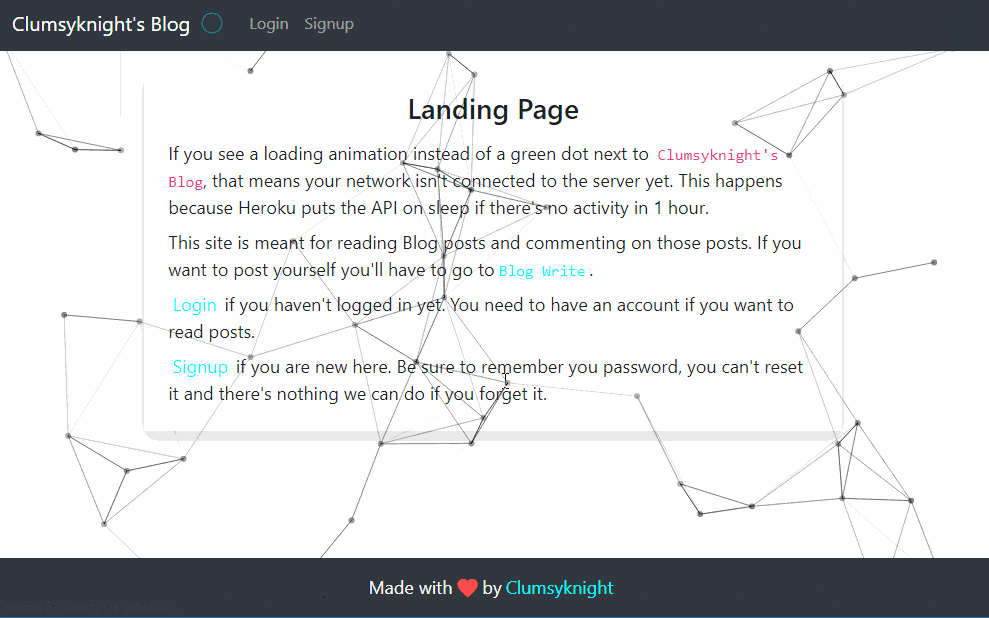 Clumsyknight's Blog Login Signup
Landing Page
If you see a loading animation instead of a green dot next to Clumsyknight's
Blog, that means your network isn't connected to the server yet. This happens
because Heroku puts the API on sleep if there's no activity in 1 hour.
This site is meant for reading Blog posts and commenting on those posts. If you
want to post yourself you'll have to go to Blog Write .
Login if you haven't logged in yet. You need to have an account if you want to
read posts.
Signup if you are new here. Be sure to remember you password, you can't reset
it and there's nothing we can do if you forget it.
Made with ❤ by Clumsyknight